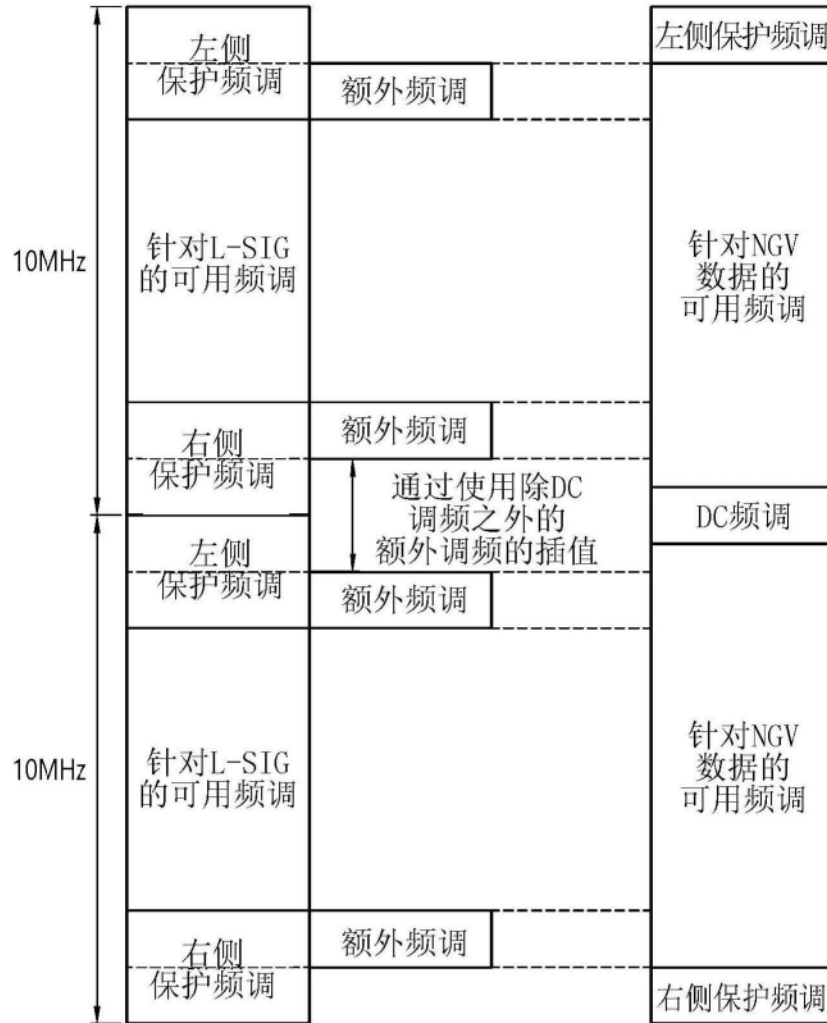 左侧
保护频调
左侧保护频调
额外频调
10MHz
针对L-SIG
的可用频调
针对NGV
数据的
可用频调
右侧
保护频调
额外频调
通过使用除DC
调频之外的
额外调频的插值
DC频调
左侧
保护频调
额外频调
10MHz
针对L-SIG
的可用频调
针对NGV
数据的
可用频调
右侧
保护频调
额外频调
右侧保护频调